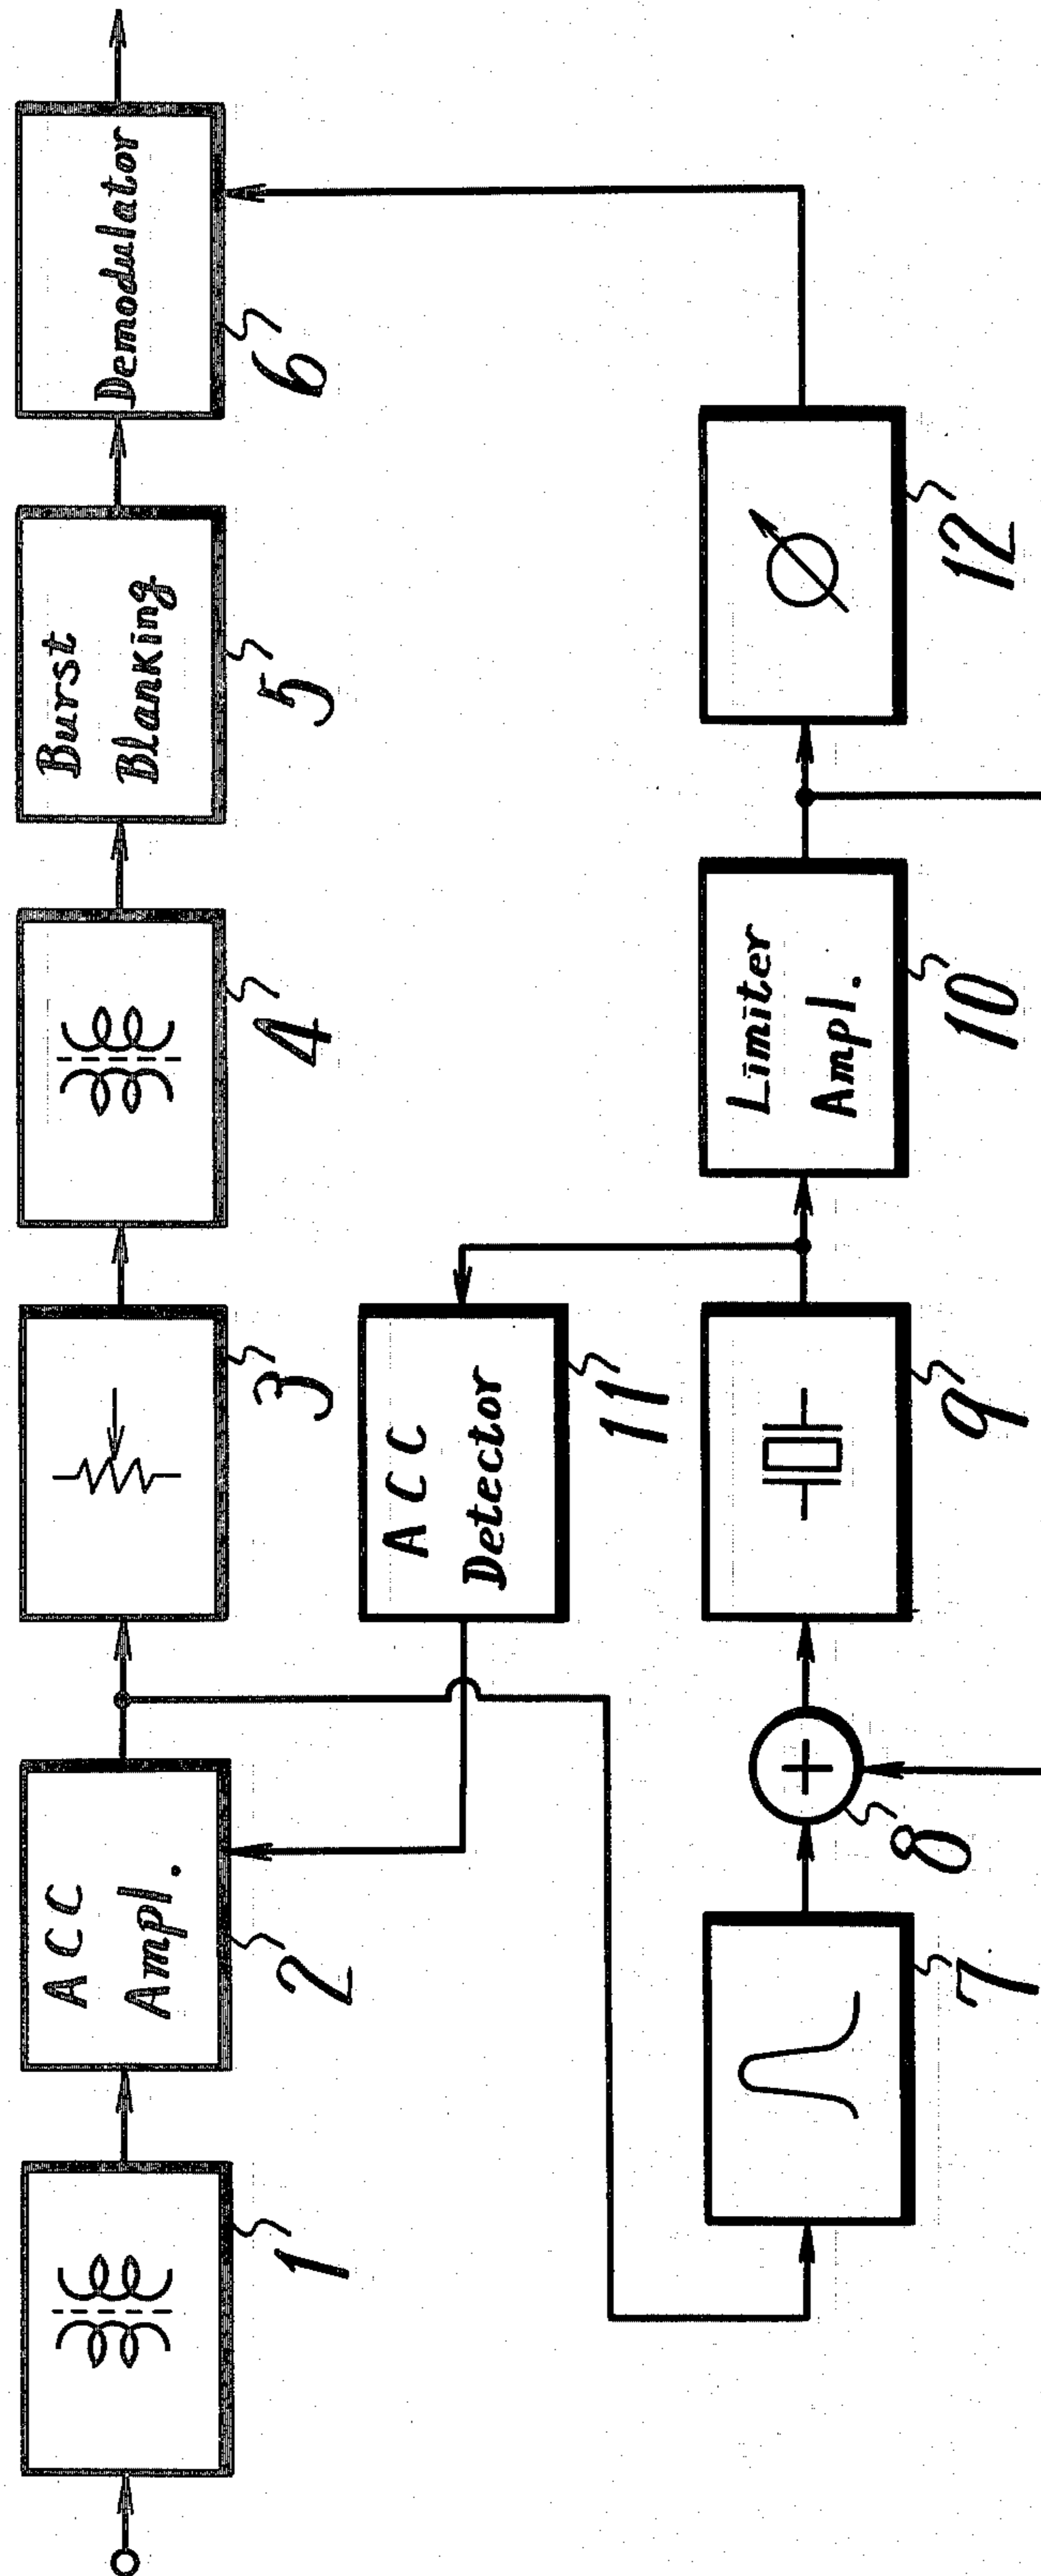 1
ACC
Ampl.
2
3
4
Burst
Blanking
5
Demodulator
6
ACC
Detector
11
7
+
8
9
Limiter
Ampl.
10
12